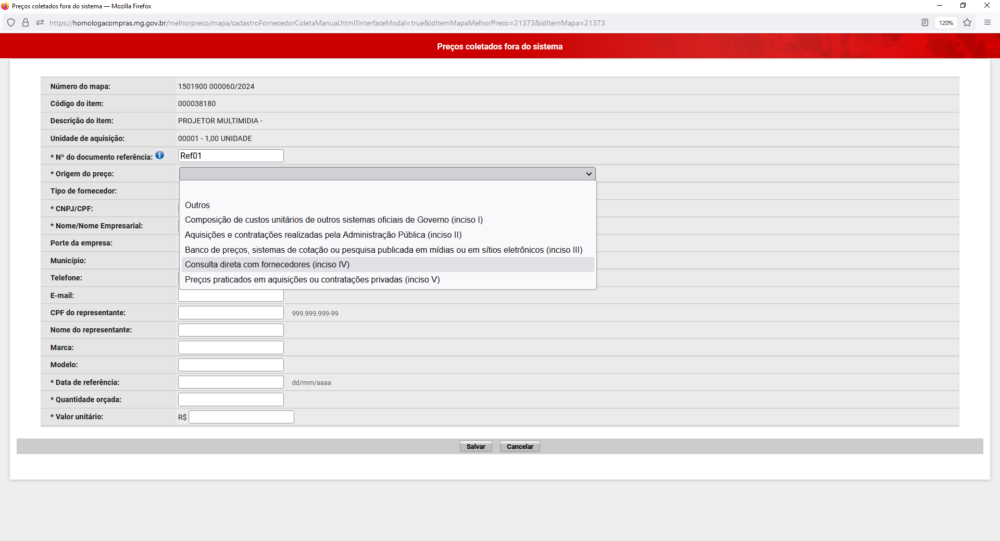 Preços coletados fora do sistema — Mozilla Firefox
https://homologacompras.mg.gov.br/melhorpreco/mapa/cadastroFornecedorColetaManual.html?interfaceModal=true&idItemMapaMelhorPreco=21373&idItemMapa=21373
120%
Preços coletados fora do sistema
Número do mapa: 1501900 000060/2024
Código do item: 000038180
Descrição do item: PROJETOR MULTIMIDIA -
Unidade de aquisição: 00001 - 1,00 UNIDADE
* Nº do documento referência: Ref01
* Origem do preço:
Tipo de fornecedor:
Outros
* CNPJ/CPF:
Composição de custos unitários de outros sistemas oficiais de Governo (inciso I)
* Nome/Nome Empresarial:
Aquisições e contratações realizadas pela Administração Pública (inciso II)
Porte da empresa:
Banco de preços, sistemas de cotação ou pesquisa publicada em mídias ou em sítios eletrônicos (inciso III)
Município:
Consulta direta com fornecedores (inciso IV)
Telefone:
Preços praticados em aquisições ou contratações privadas (inciso V)
E-mail:
CPF do representante: 999.999.999-99
Nome do representante:
Marca:
Modelo:
* Data de referência: dd/mm/aaaa
* Quantidade orçada:
* Valor unitário: R$
Salvar Cancelar